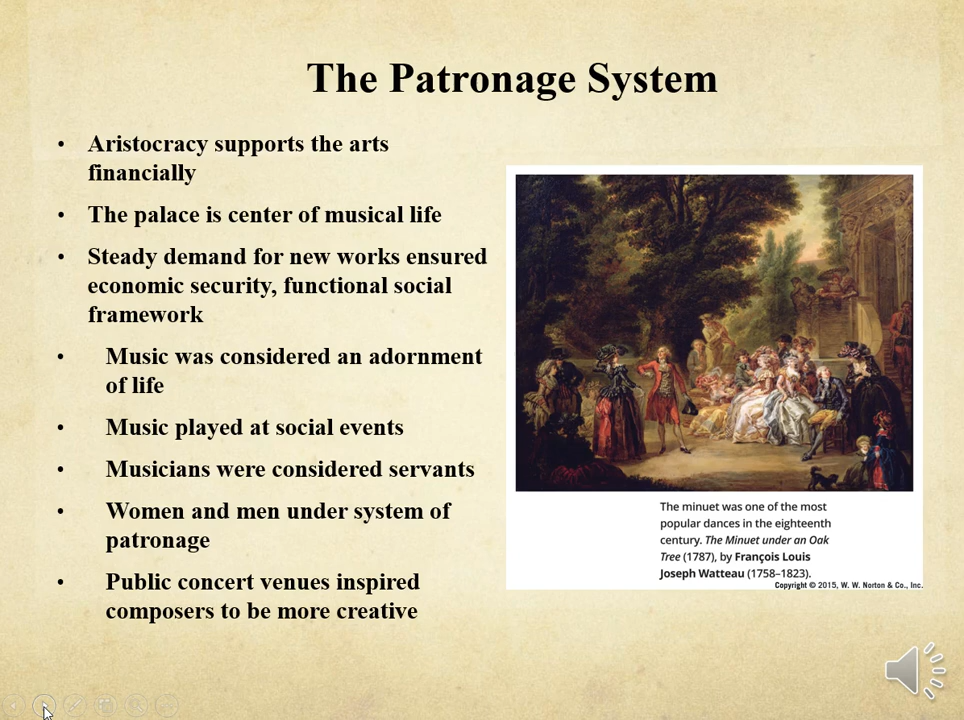 The Patronage System
• Aristocracy supports the arts
financially
• The palace is center of musical life
• Steady demand for new works ensured
economic security, functional social
framework
• Music was considered an adornment
of life
• Music played at social events
• Musicians were considered servants
• Women and men under system of
patronage
• Public concert venues inspired
composers to be more creative
The minuet was one of the most
popular dances in the eighteenth
century. The Minuet under an Oak
Tree (1787), by François Louis
Joseph Watteau (1758–1823).
Copyright © 2015, W. W. Norton & Co., Inc.